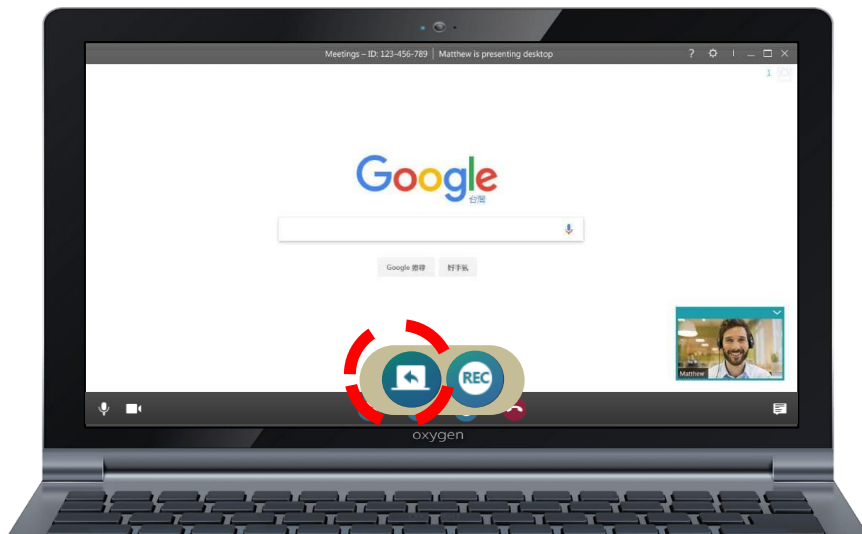 Meetings – ID: 123-456-789 | Matthew is presenting desktop
1
Google
台灣
Google 搜尋
好手氣
Matthew
REC
oxygen